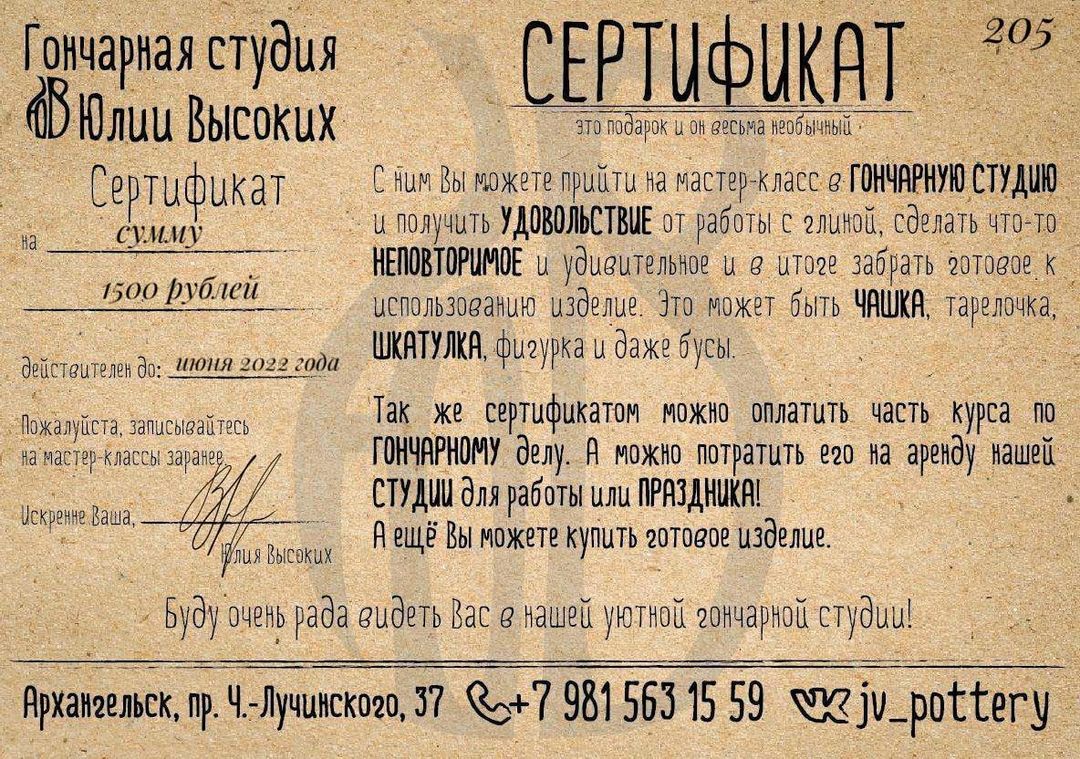 Гончарная студия
ЮВ Юлии Высоких
Сертификат
на сумму
1500 рублей
действителен до: июня 2022 года
Пожалуйста, записывайтесь
на мастер-классы заранее
Искренне Ваша,
Юлия Высоких
СЕРТИФИКАТ
205
это подарок и он весьма необычный
С ним Вы можете прийти на мастер-класс в ГОНЧАРНУЮ СТУДИЮ
и получить УДОВОЛЬСТВИЕ от работы с глиной, сделать что-то
НЕПОВТОРИМОЕ и удивительное и в итоге забрать готовое к
использованию изделие. Это может быть ЧАШКА, тарелочка,
ШКАТУЛКА, фигурка и даже бусы.
Так же сертификатом можно оплатить часть курса по
ГОНЧАРНОМУ делу. А можно потратить его на аренду нашей
СТУДИИ для работы или ПРАЗДНИКА!
А ещё Вы можете купить готовое изделие.
Буду очень рада видеть Вас в нашей уютной гончарной студии!
Архангельск, пр. Ч.-Лучинского, 37 +7 981 563 15 59 jv_pottery